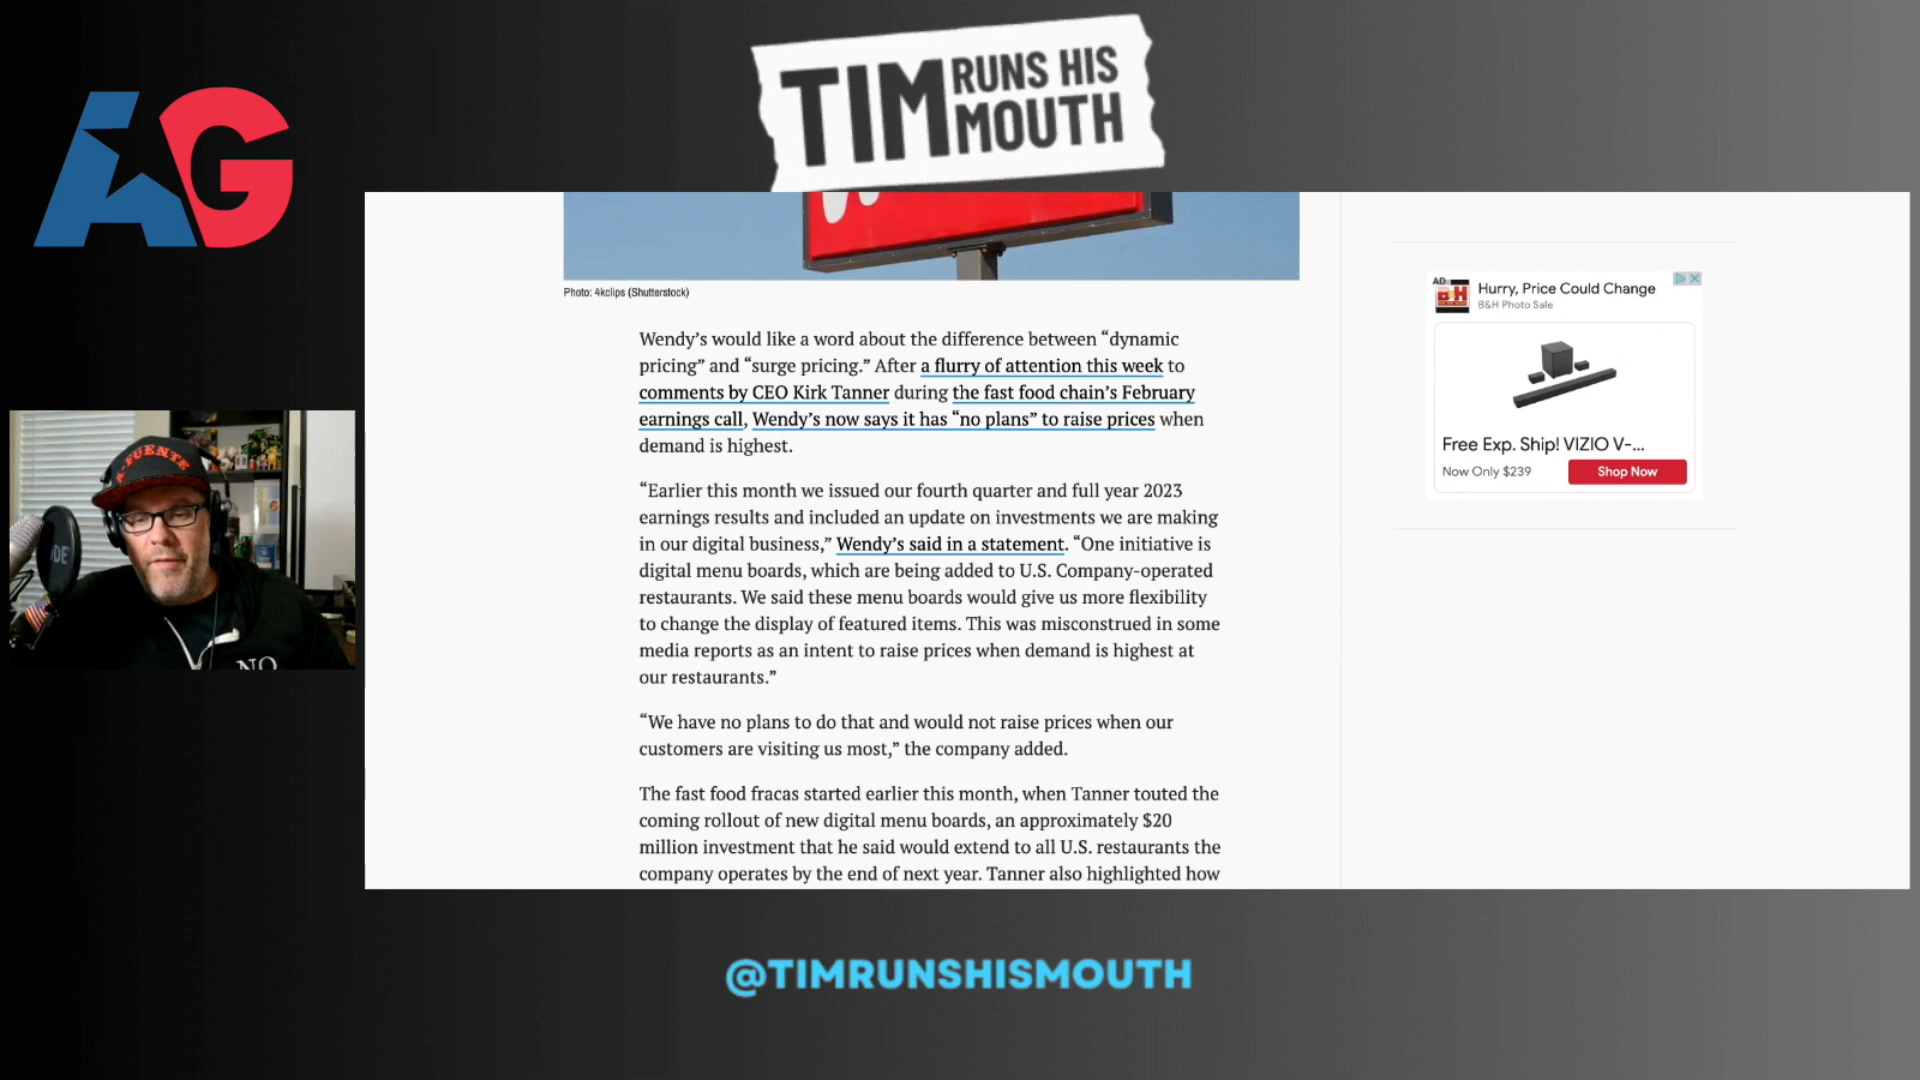 AG
TIM RUNS HIS
MOUTH
Photo: 4kclips (Shutterstock)
Wendy’s would like a word about the difference between “dynamic
pricing” and “surge pricing.” After a flurry of attention this week to
comments by CEO Kirk Tanner during the fast food chain’s February
earnings call, Wendy’s now says it has “no plans” to raise prices when
demand is highest.
“Earlier this month we issued our fourth quarter and full year 2023
earnings results and included an update on investments we are making
in our digital business,” Wendy’s said in a statement. “One initiative is
digital menu boards, which are being added to U.S. Company-operated
restaurants. We said these menu boards would give us more flexibility
to change the display of featured items. This was misconstrued in some
media reports as an intent to raise prices when demand is highest at
our restaurants.”
“We have no plans to do that and would not raise prices when our
customers are visiting us most,” the company added.
The fast food fracas started earlier this month, when Tanner touted the
coming rollout of new digital menu boards, an approximately $20
million investment that he said would extend to all U.S. restaurants the
company operates by the end of next year. Tanner also highlighted how
AD
B&H
Hurry, Price Could Change
B&H Photo Sale
Free Exp. Ship! VIZIO V-...
Now Only $239
Shop Now
A-FUENTE
NO
@TIMRUNSHISMOUTH